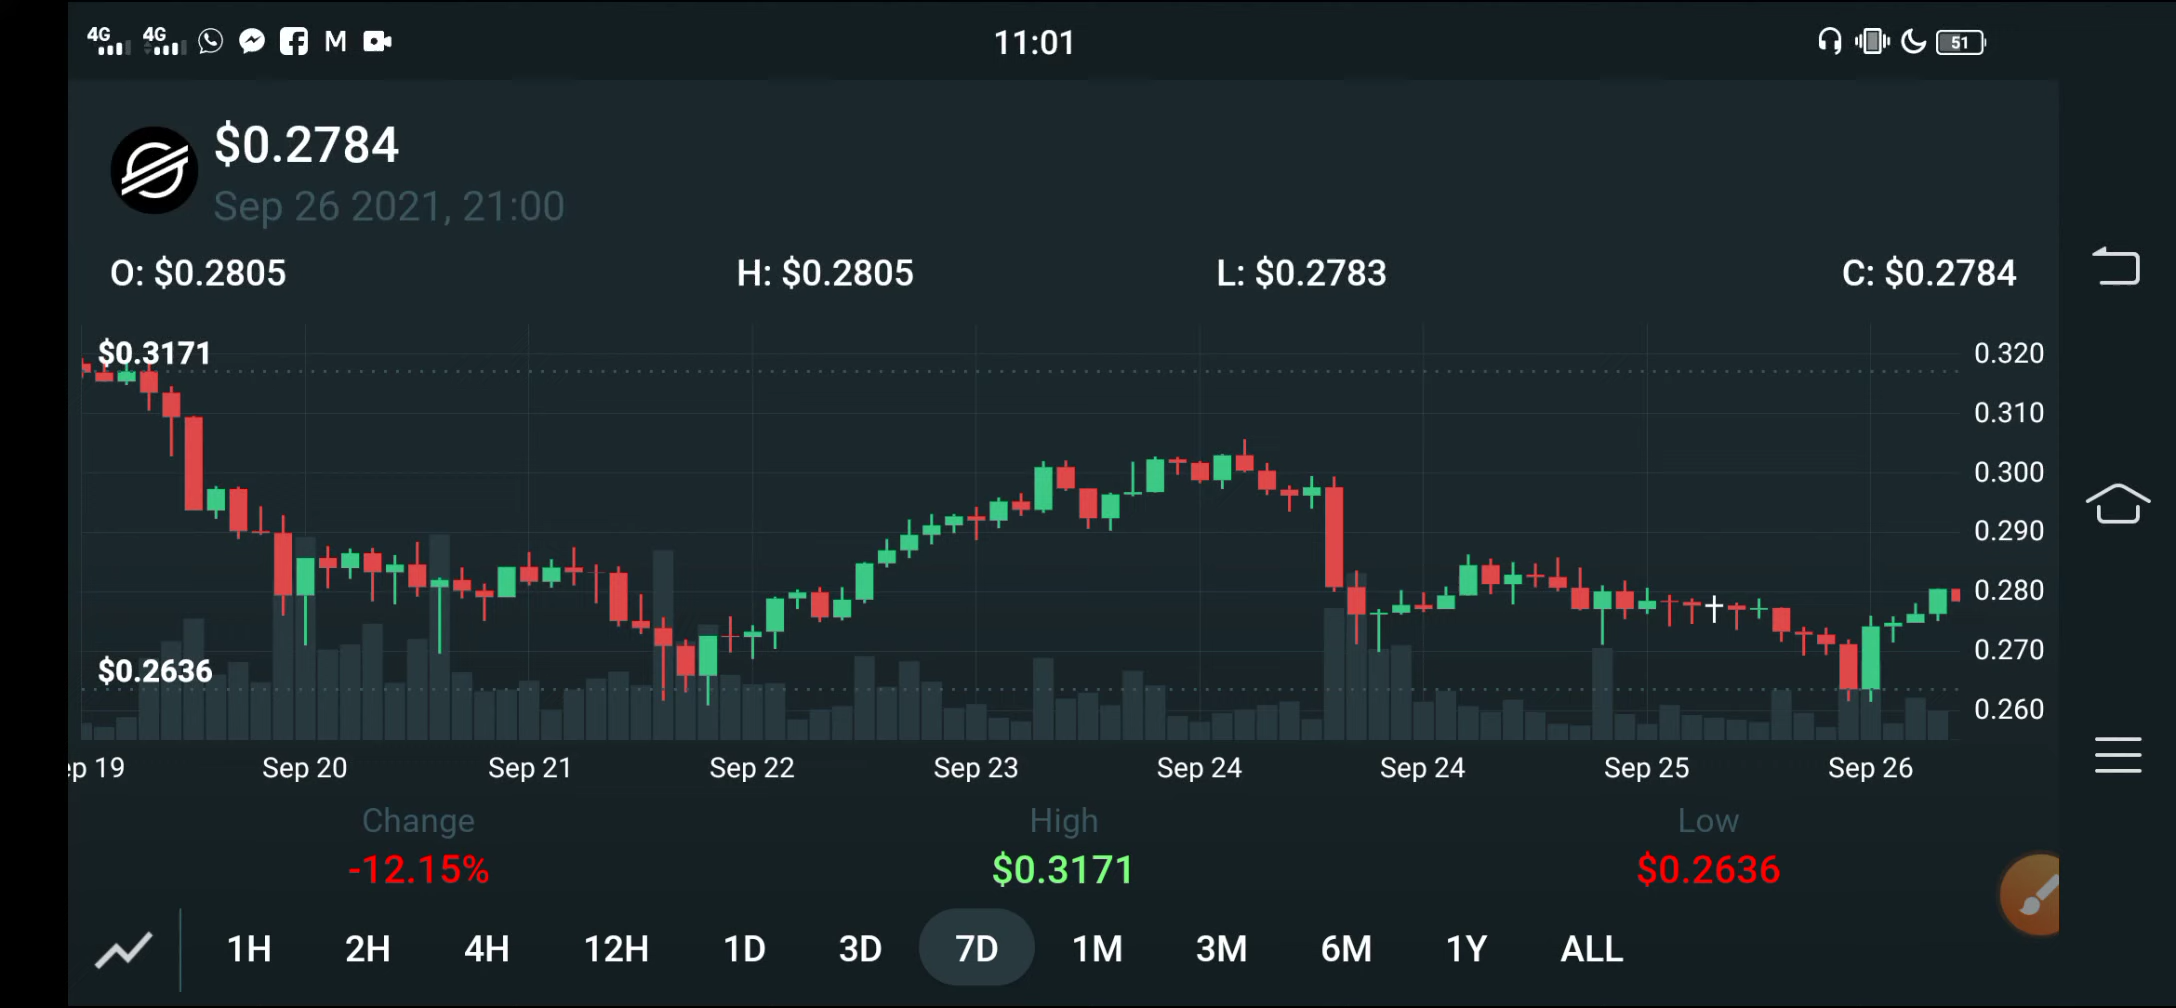 4G 4G M 11:01 51
$0.2784
Sep 26 2021, 21:00
O: $0.2805 H: $0.2805 L: $0.2783 C: $0.2784
$0.3171
0.320
0.310
0.300
0.290
0.280
0.270
$0.2636
0.260
ep 19 Sep 20 Sep 21 Sep 22 Sep 23 Sep 24 Sep 24 Sep 25 Sep 26
Change High Low
-12.15% $0.3171 $0.2636
1H 2H 4H 12H 1D 3D 7D 1M 3M 6M 1Y ALL